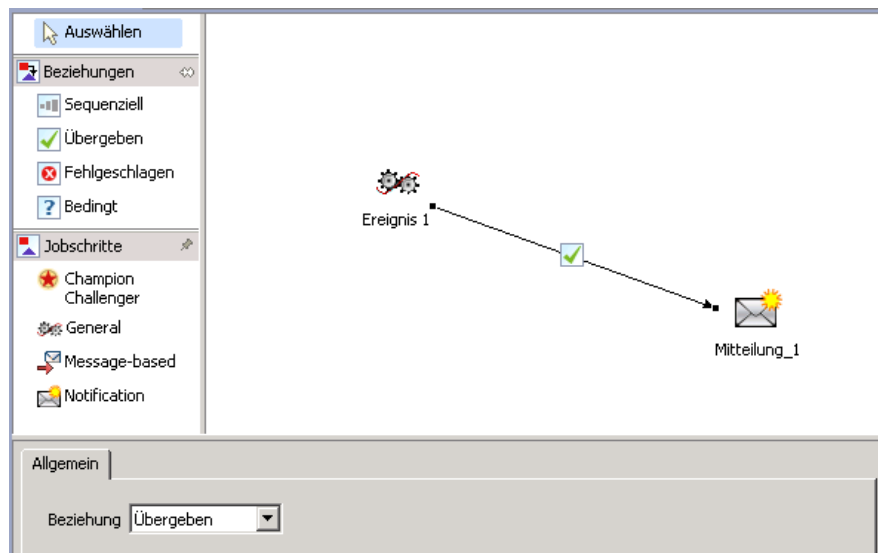 Auswählen
Beziehungen
Sequenziell
Übergeben
Fehlgeschlagen
Bedingt
Jobschritte
Champion
Challenger
General
Message-based
Notification
Ereignis 1
Mitteilung_1
Allgemein
Beziehung Übergeben